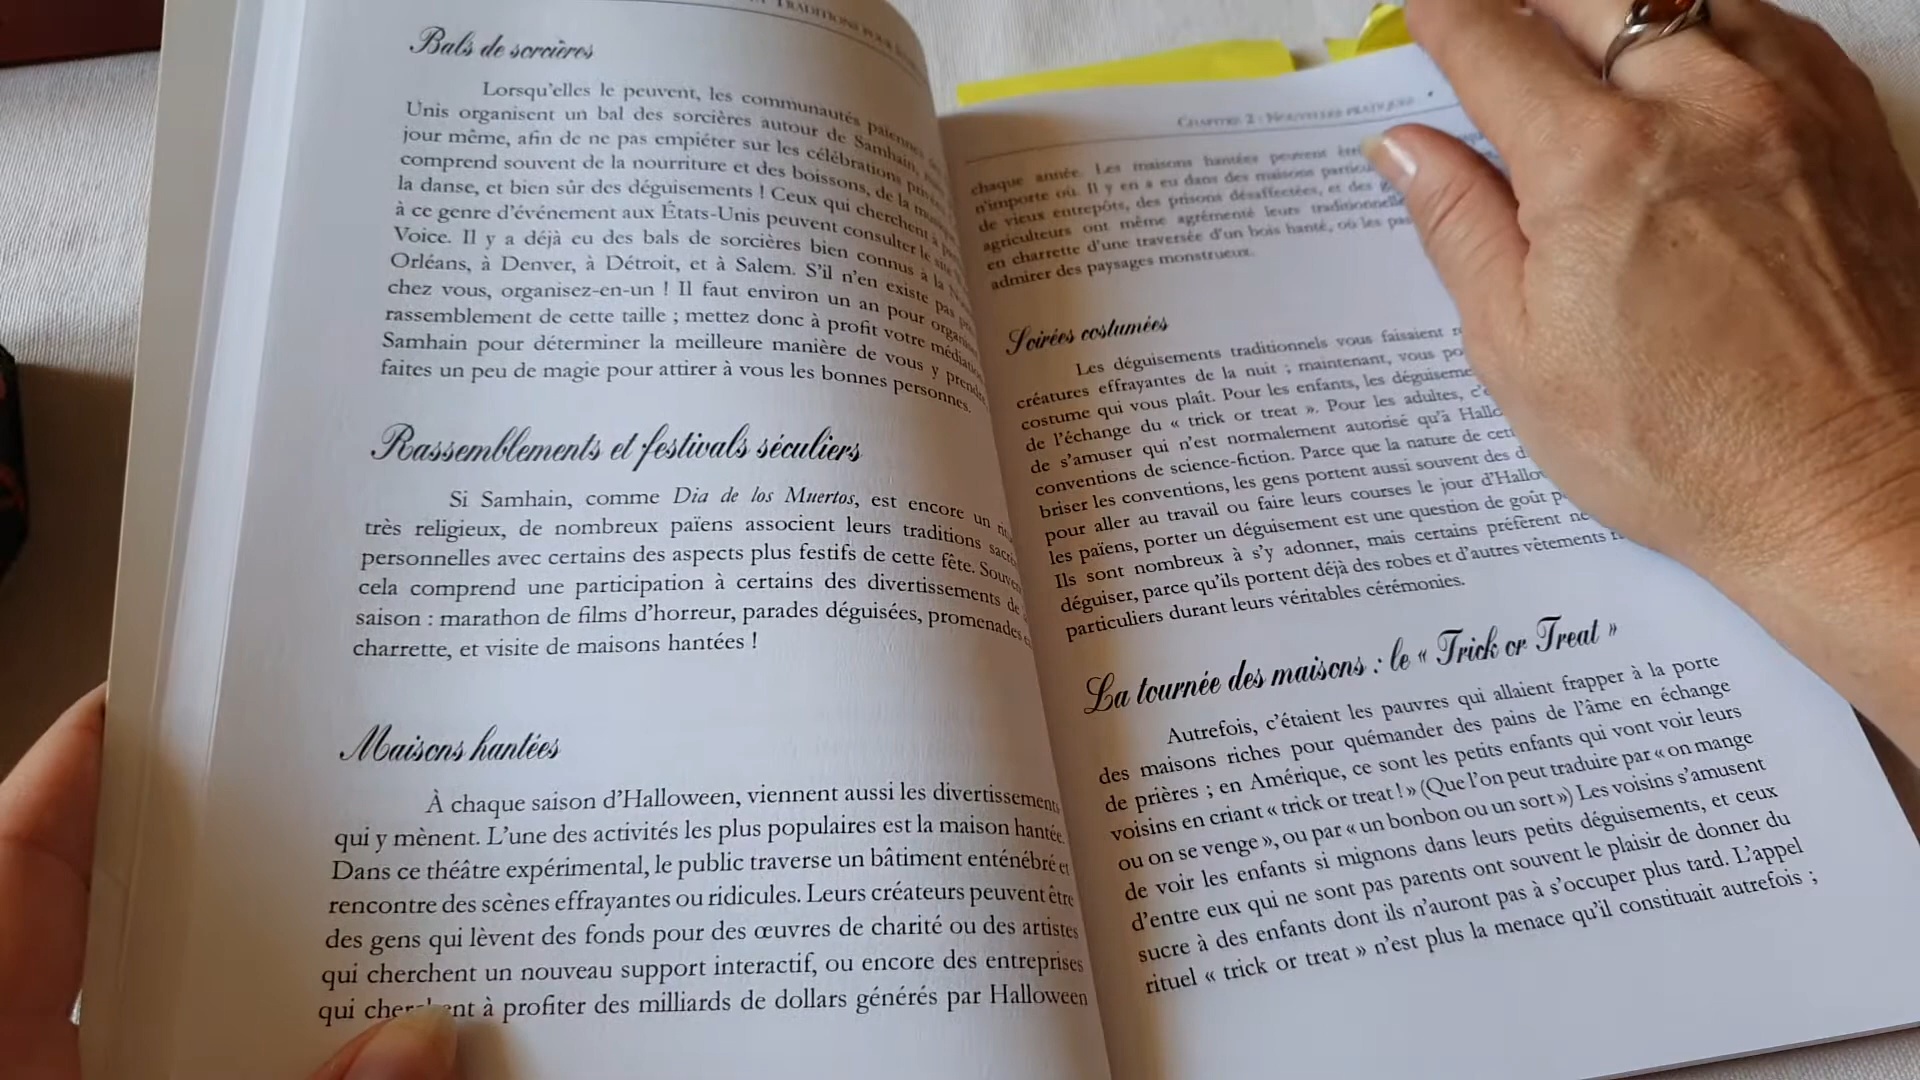 Traditions pour
Bals de sorcières
Lorsqu'elles le peuvent, les communautés païennes
Unis organisent un bal des sorcières autour de Samhain,
jour même, afin de ne pas empiéter sur les célébrations
comprend souvent de la nourriture et des boissons, de la
la danse, et bien sûr des déguisements ! Ceux qui cherchent à
à ce genre d'événement aux États-Unis peuvent consulter le site
Voice. Il y a déjà eu des bals de sorcières bien connus à la
Orléans, à Denver, à Détroit, et à Salem. S'il n'en existe pas
chez vous, organisez-en-un ! Il faut environ un an pour organiser
rassemblement de cette taille ; mettez donc à profit votre
Samhain pour déterminer la meilleure manière de vous y prendre
faites un peu de magie pour attirer à vous les bonnes personnes.
Rassemblements et festivals séculiers
Si Samhain, comme Dia de los Muertos, est encore un
très religieux, de nombreux païens associent leurs traditions
personnelles avec certains des aspects plus festifs de cette fête.
cela comprend une participation à certains des divertissements de
saison : marathon de films d'horreur, parades déguisées, promenades
charrette, et visite de maisons hantées !
Maisons hantées
À chaque saison d'Halloween, viennent aussi les divertissements
qui y mènent. L'une des activités les plus populaires est la maison hantée.
Dans ce théâtre expérimental, le public traverse un bâtiment enténébré et
rencontre des scènes effrayantes ou ridicules. Leurs créateurs peuvent être
des gens qui lèvent des fonds pour des œuvres de charité ou des artistes
qui cherchent un nouveau support interactif, ou encore des entreprises
qui cherchent à profiter des milliards de dollars générés par Halloween
Chapitre 2 : Nouvelles pratiques
chaque année. Les maisons hantées peuvent
n'importe où. Il y en a eu dans des maisons
de vieux entrepôts, des prisons désaffectées, et des
agriculteurs ont même agrémenté leurs
en charrette d'une traversée d'un bois hanté, où les
admirer des paysages monstrueux.
Soirées costumées
Les déguisements traditionnels vous faisaient
créatures effrayantes de la nuit ; maintenant, vous
costume qui vous plaît. Pour les enfants, les
de l'échange du « trick or treat ». Pour les adultes,
de s'amuser qui n'est normalement autorisé qu'à
conventions de science-fiction. Parce que la nature de
briser les conventions, les gens portent aussi souvent des
pour aller au travail ou faire leurs courses le jour
les païens, porter un déguisement est une question de goût
Ils sont nombreux à s'y adonner, mais certains préfèrent
déguiser, parce qu'ils portent déjà des robes et d'autres vêtements
particuliers durant leurs véritables cérémonies.
La tournée des maisons : le « Trick or Treat »
Autrefois, c'étaient les pauvres qui allaient frapper à la porte
des maisons riches pour quémander des pains de l'âme en échange
de prières ; en Amérique, ce sont les petits enfants qui vont voir leurs
voisins en criant « trick or treat ! » (Que l'on peut traduire par « on mange
ou on se venge », ou par « un bonbon ou un sort ») Les voisins s'amusent
de voir les enfants si mignons dans leurs petits déguisements, et ceux
d'entre eux qui ne sont pas parents ont souvent le plaisir de donner du
sucre à des enfants dont ils n'auront pas à s'occuper plus tard. L'appel
rituel « trick or treat » n'est plus la menace qu'il constituait autrefois ;